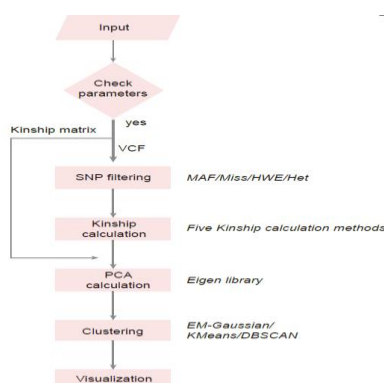 Input
Check
parameters
yes
Kinship matrix
VCF
SNP filtering
MAF/Miss/HWE/Het
Kinship
calculation
Five Kinship calculation methods
PCA
calculation
Eigen library
Clustering
EM-Gaussian/
KMeans/DBSCAN
Visualization